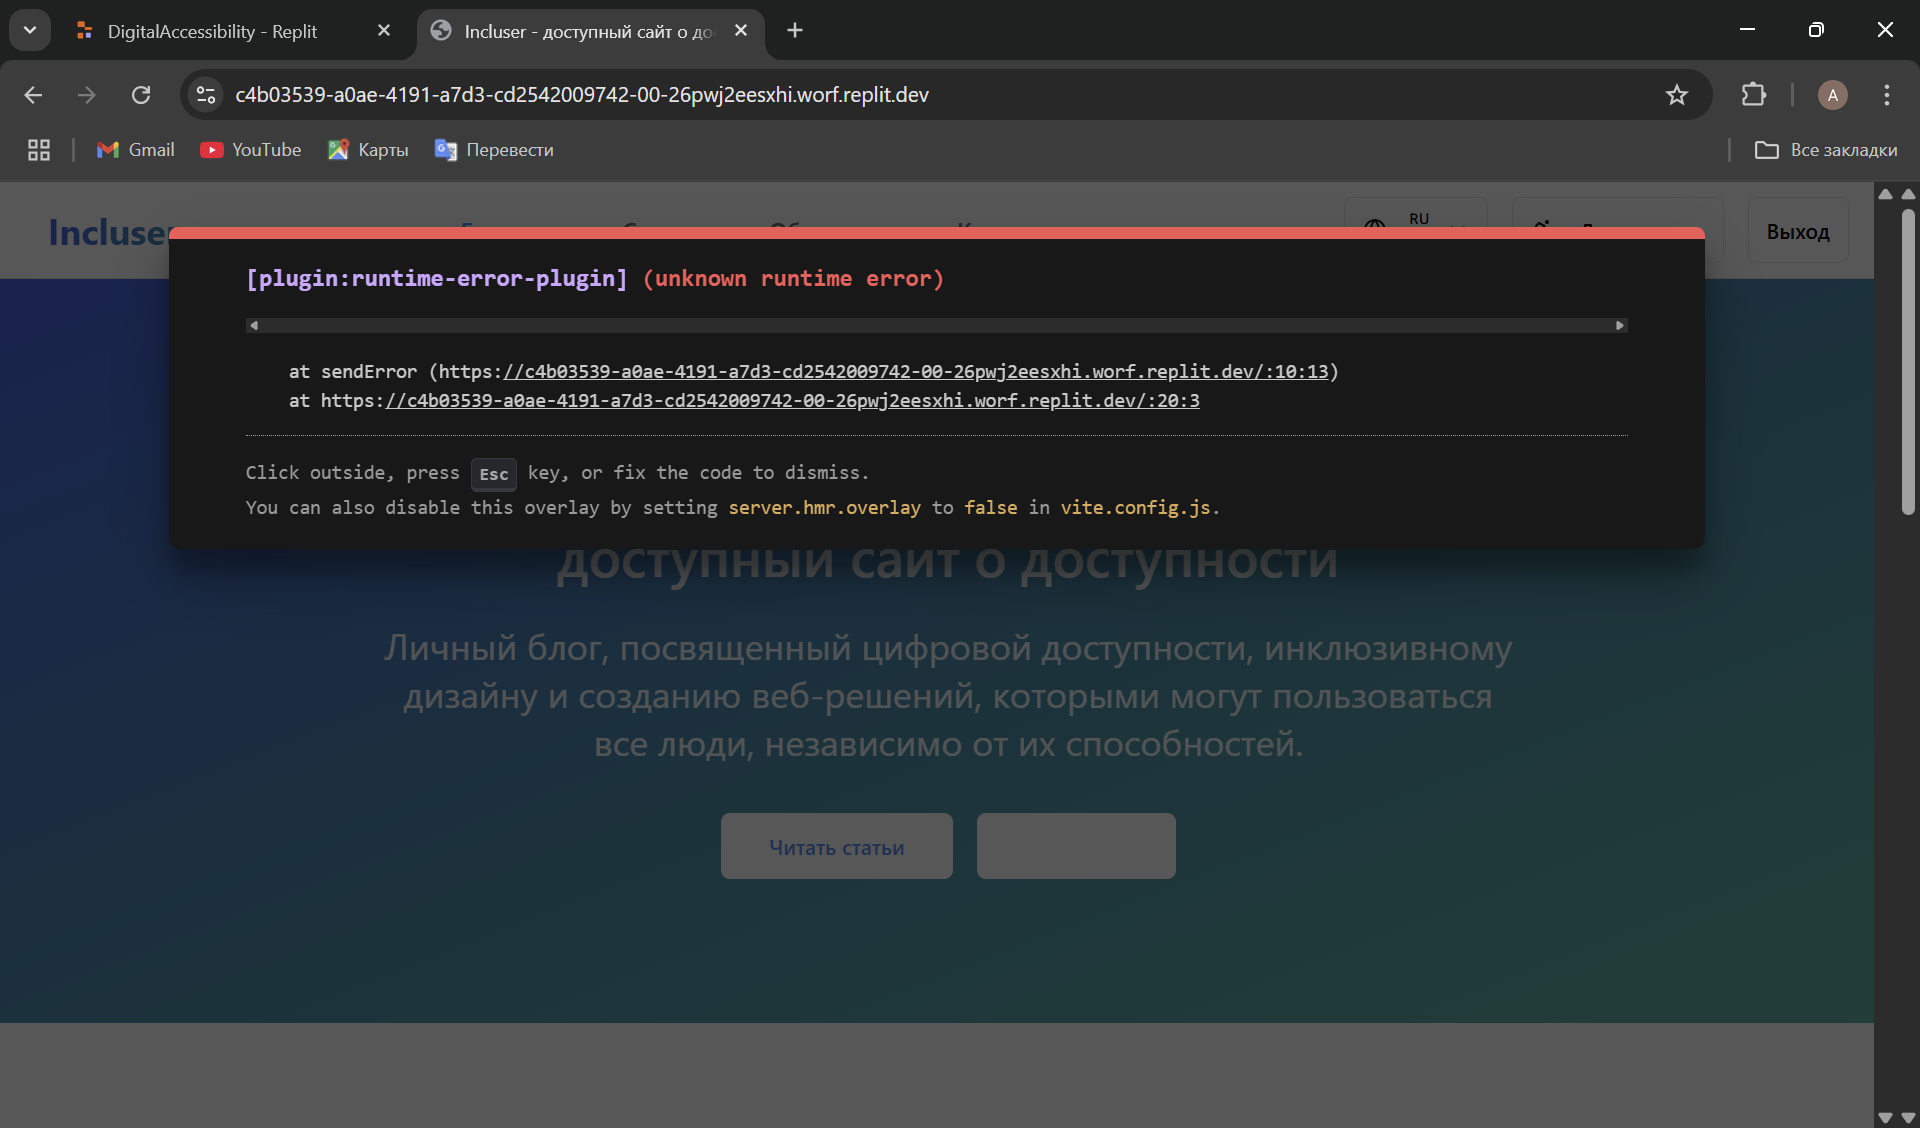 DigitalAccessibility - Replit
Incluser - доступный сайт о до
c4b03539-a0ae-4191-a7d3-cd2542009742-00-26pwj2eesxhi.worf.replit.dev
A
Gmail
YouTube
Карты
Перевести
Все закладки
Incluser
RU
Выход
[plugin:runtime-error-plugin] (unknown runtime error)
at sendError (https://c4b03539-a0ae-4191-a7d3-cd2542009742-00-26pwj2eesxhi.worf.replit.dev/:10:13)
at https://c4b03539-a0ae-4191-a7d3-cd2542009742-00-26pwj2eesxhi.worf.replit.dev/:20:3
Click outside, press Esc key, or fix the code to dismiss.
You can also disable this overlay by setting server.hmr.overlay to false in vite.config.js.
доступный сайт о доступности
Личный блог, посвященный цифровой доступности, инклюзивному
дизайну и созданию веб-решений, которыми могут пользоваться
все люди, независимо от их способностей.
Читать статьи